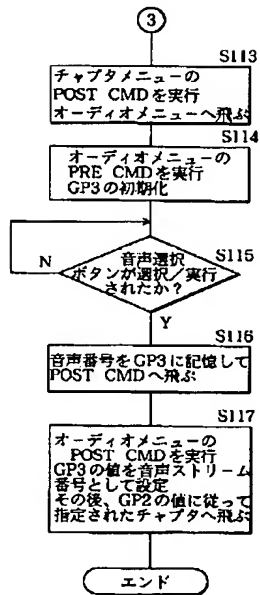 3
S113
チャプタメニューの
POST CMDを実行
オーディオメニューへ飛ぶ
S114
オーディオメニューの
PRE CMDを実行
GP3の初期化
S115
音声選択
ボタンが選択/実行
されたか?
N
Y
S116
音声番号をGP3に記憶して
POST CMDへ飛ぶ
S117
オーディオメニューの
POST CMDを実行
GP3の値を音声ストリーム
番号として設定
その後、GP2の値に従って
指定されたチャプタへ飛ぶ
エンド